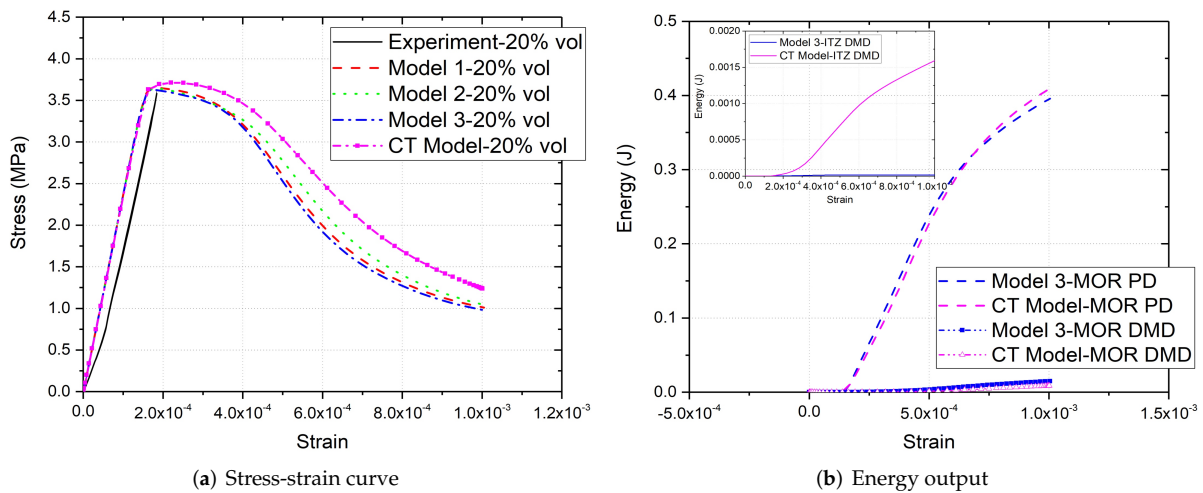 4.5
4.0
3.5
3.0
2.5
2.0
1.5
1.0
0.5
0.0
Stress (MPa)
Experiment-20% vol
Model 1-20% vol
Model 2-20% vol
Model 3-20% vol
CT Model-20% vol
0.0 2.0x10⁻⁴ 4.0x10⁻⁴ 6.0x10⁻⁴ 8.0x10⁻⁴ 1.0x10⁻³ 1.2x10⁻³
Strain
(a) Stress-strain curve
0.5
0.4
0.3
0.2
0.1
0.0
Energy (J)
0.0020
0.0015
0.0010
0.0005
0.0000
Energy (J)
Model 3-ITZ DMD
CT Model-ITZ DMD
0.0 2.0x10⁻⁴ 4.0x10⁻⁴ 6.0x10⁻⁴ 8.0x10⁻⁴ 1.0x10⁻³
Strain
Model 3-MOR PD
CT Model-MOR PD
Model 3-MOR DMD
CT Model-MOR DMD
-5.0x10⁻⁴ 0.0 5.0x10⁻⁴ 1.0x10⁻³ 1.5x10⁻³
Strain
(b) Energy output